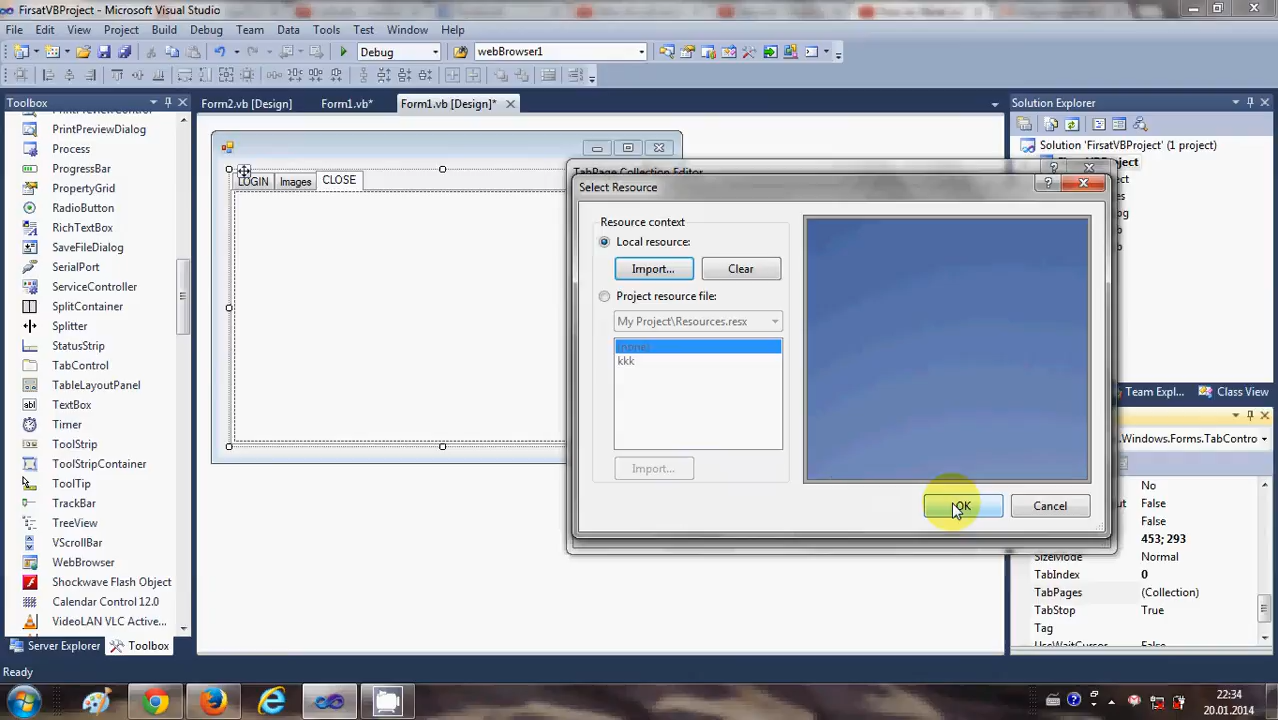 FirsatVBProject - Microsoft Visual Studio
File Edit View Project Build Debug Team Data Tools Test Window Help
Debug
webBrowser1
Toolbox
Form2.vb [Design]
Form1.vb*
Form1.vb [Design]*
Solution Explorer
PrintPreviewDialog
Process
ProgressBar
PropertyGrid
RadioButton
RichTextBox
SaveFileDialog
SerialPort
ServiceController
SplitContainer
Splitter
StatusStrip
TabControl
TableLayoutPanel
TextBox
Timer
ToolStrip
ToolStripContainer
ToolTip
TrackBar
TreeView
VScrollBar
WebBrowser
Shockwave Flash Object
Calendar Control 12.0
VideoLAN VLC Active...
Server Explorer
Toolbox
LOGIN
Images
CLOSE
TabPage Collection Editor
Select Resource
Resource context
Local resource:
Import...
Clear
Project resource file:
My Project\Resources.resx
(none)
kkk
Import...
OK
Cancel
Solution 'FirsatVBProject' (1 project)
Team Expl...
Class View
.Windows.Forms.TabContro
No
False
False
453; 293
SizeMode Normal
TabIndex 0
TabPages (Collection)
TabStop True
Tag
UseWaitCursor False
Ready
22:34
20.01.2014